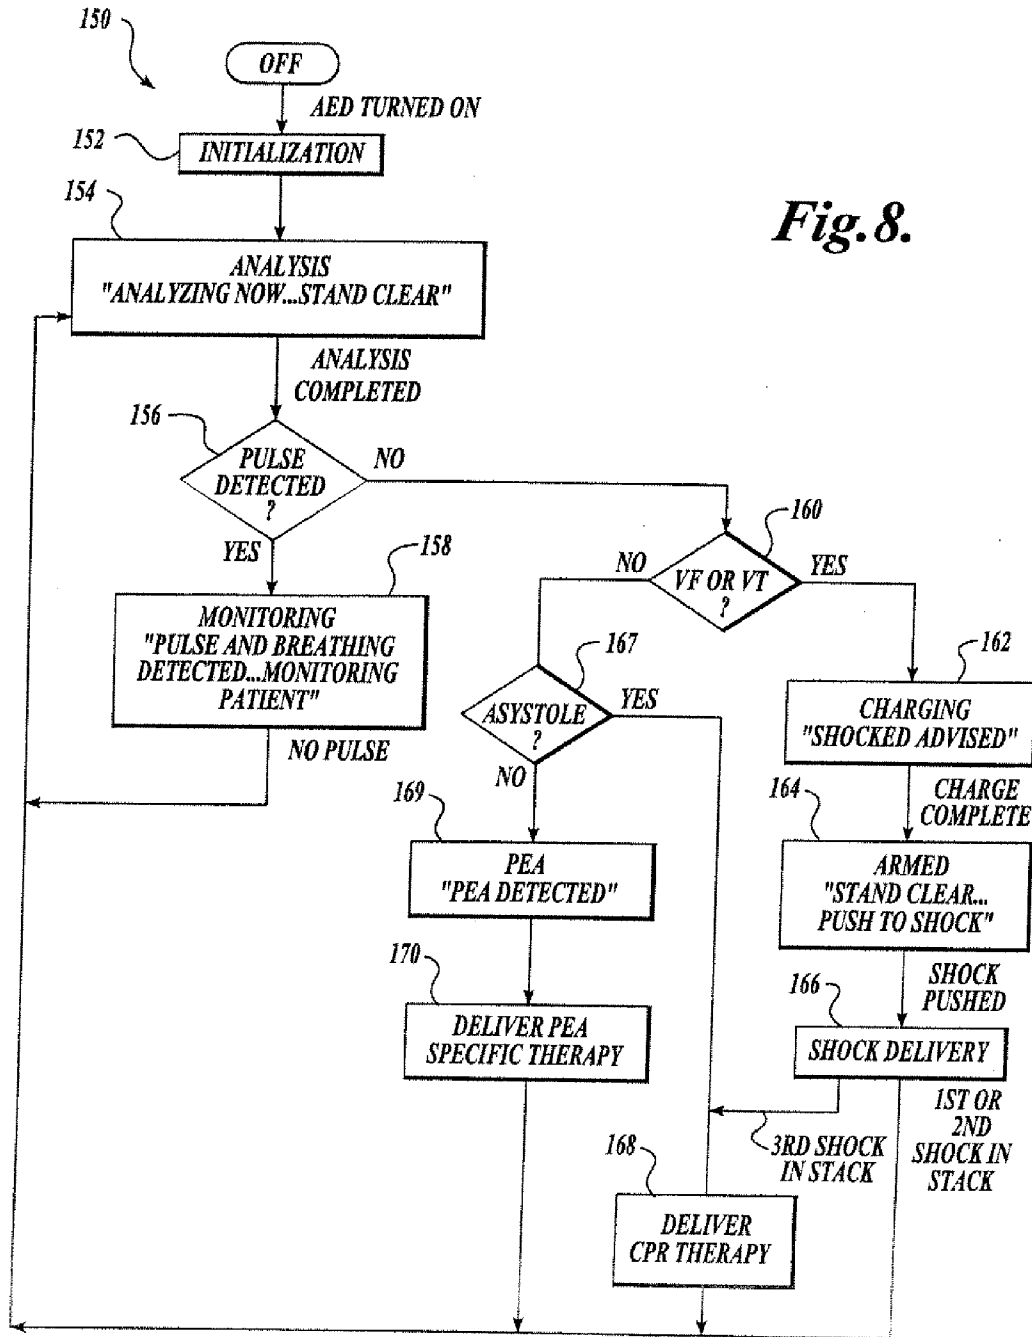 150
OFF
AED TURNED ON
152
INITIALIZATION
154
Fig.8.
ANALYSIS
"ANALYZING NOW...STAND CLEAR"
ANALYSIS
COMPLETED
156
PULSE
DETECTED
?
NO
YES
160
VF OR VT
?
NO
YES
158
MONITORING
"PULSE AND BREATHING
DETECTED...MONITORING
PATIENT"
NO PULSE
167
ASYSTOLE
?
YES
NO
162
CHARGING
"SHOCKED ADVISED"
CHARGE
COMPLETE
169
PEA
"PEA DETECTED"
164
ARMED
"STAND CLEAR...
PUSH TO SHOCK"
SHOCK
PUSHED
170
DELIVER PEA
SPECIFIC THERAPY
166
SHOCK DELIVERY
1ST OR
2ND
SHOCK IN
STACK
3RD SHOCK
IN STACK
168
DELIVER
CPR THERAPY